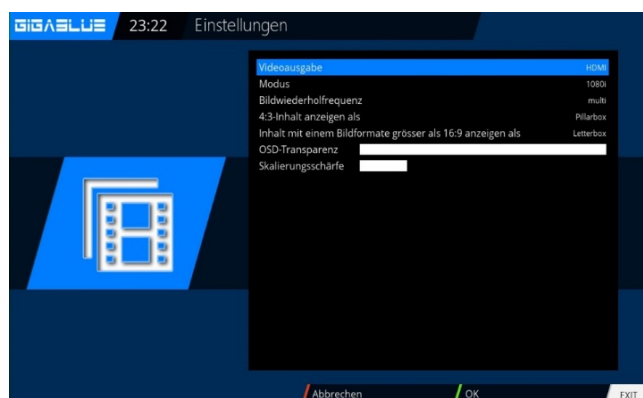 GIGABLUE 23:22 Einstellungen
Videoausgabe HDMI
Modus 1080i
Bildwiederholfrequenz multi
4:3-Inhalt anzeigen als Pillarbox
Inhalt mit einem Bildformate grösser als 16:9 anzeigen als Letterbox
OSD-Transparenz
Skalierungsschärfe
Abbrechen OK EXIT